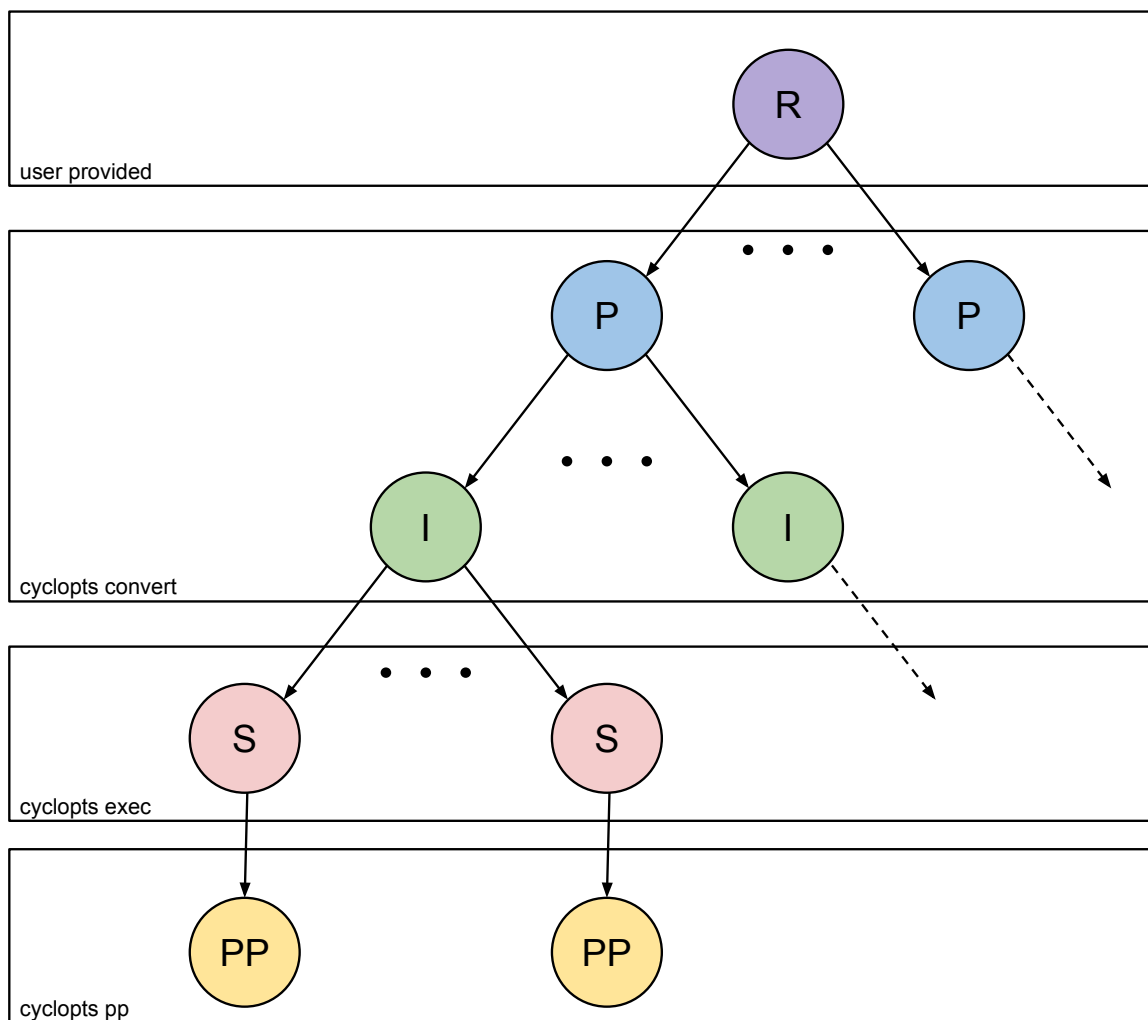 R
user provided
P
P
I
I
cyclopts convert
S
S
cyclopts exec
PP
PP
cyclopts pp